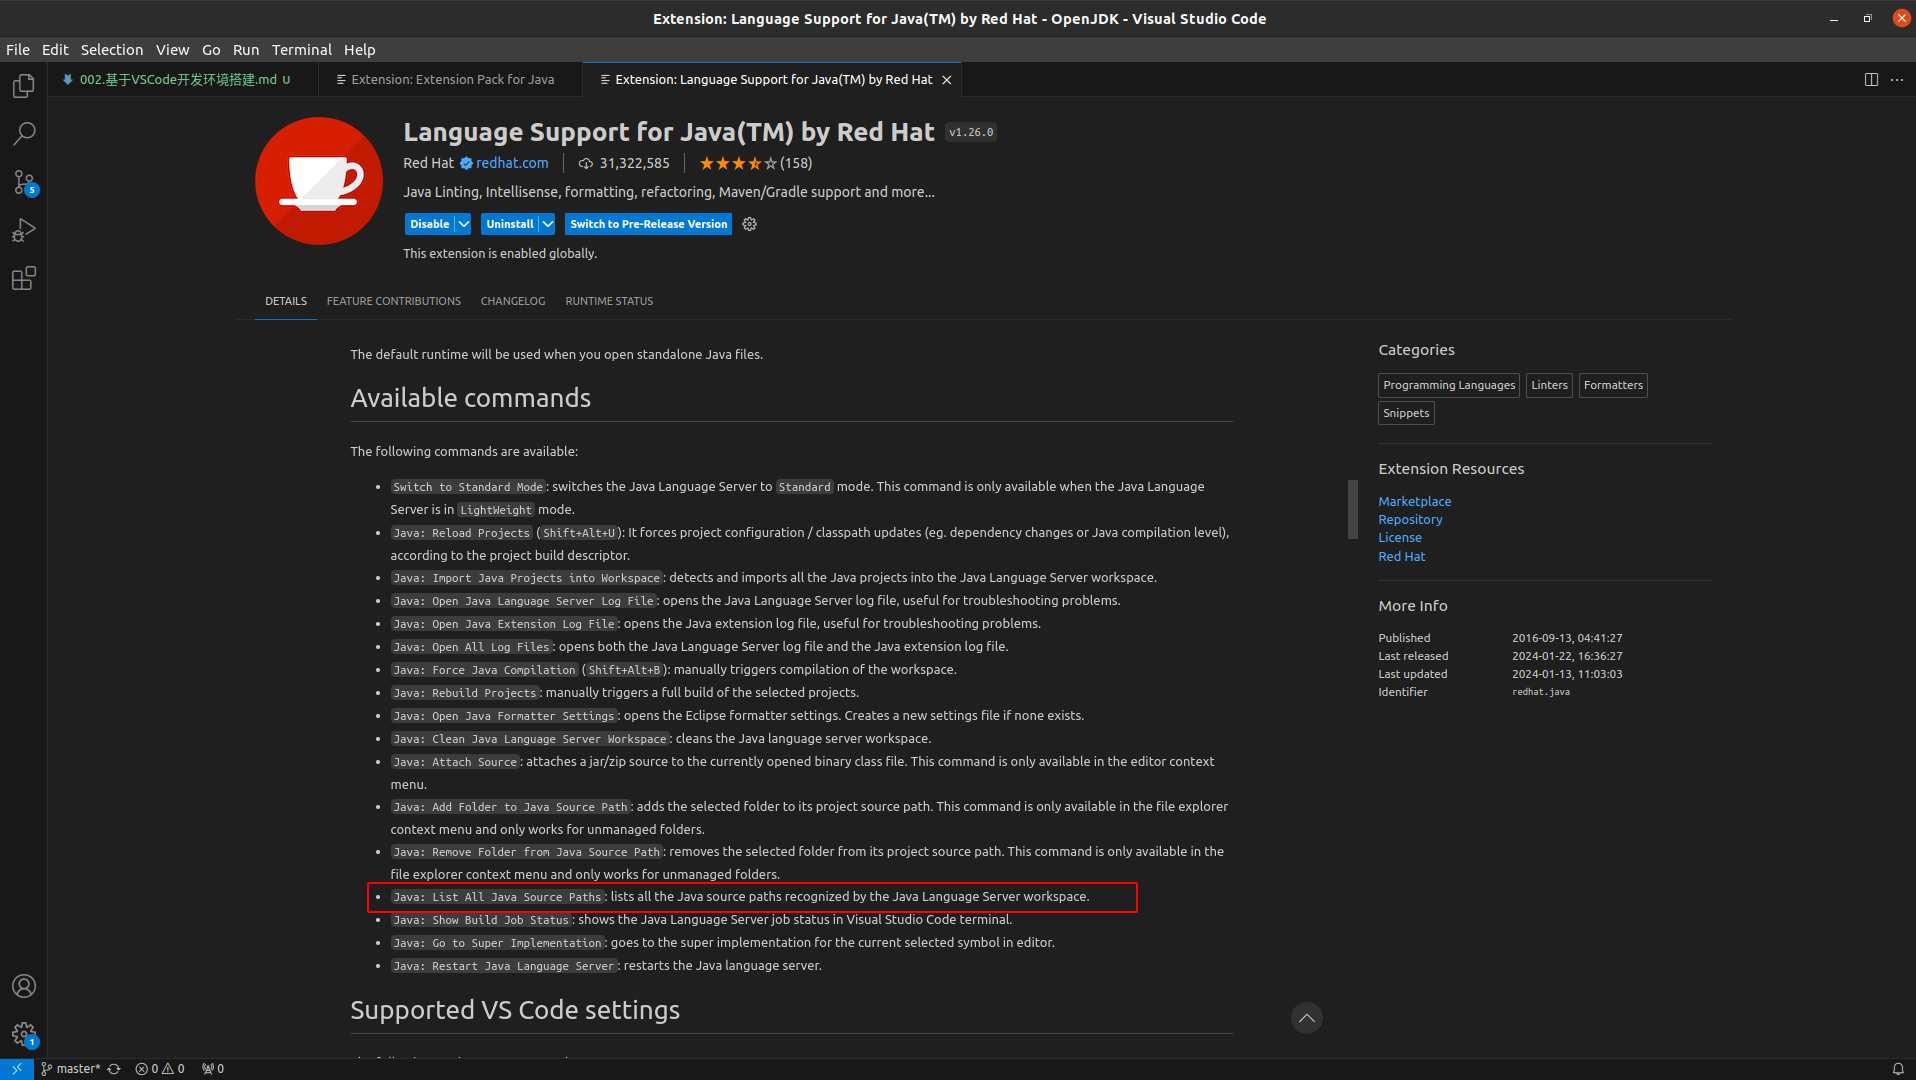 Extension: Language Support for Java(TM) by Red Hat - OpenJDK - Visual Studio Code
File Edit Selection View Go Run Terminal Help
002.基于VSCode开发环境搭建.md U
Extension: Extension Pack for Java
Extension: Language Support for Java(TM) by Red Hat
Language Support for Java(TM) by Red Hat v1.26.0
Red Hat redhat.com 31,322,585 (158)
Java Linting, Intellisense, formatting, refactoring, Maven/Gradle support and more...
Disable Uninstall Switch to Pre-Release Version
This extension is enabled globally.
DETAILS FEATURE CONTRIBUTIONS CHANGELOG RUNTIME STATUS
The default runtime will be used when you open standalone Java files.
Available commands
The following commands are available:
Switch to Standard Mode: switches the Java Language Server to Standard mode. This command is only available when the Java Language
Server is in LightWeight mode.
Java: Reload Projects (Shift+Alt+U): It forces project configuration / classpath updates (eg. dependency changes or Java compilation level),
according to the project build descriptor.
Java: Import Java Projects into Workspace: detects and imports all the Java projects into the Java Language Server workspace.
Java: Open Java Language Server Log File: opens the Java Language Server log file, useful for troubleshooting problems.
Java: Open Java Extension Log File: opens the Java extension log file, useful for troubleshooting problems.
Java: Open All Log Files: opens both the Java Language Server log file and the Java extension log file.
Java: Force Java Compilation (Shift+Alt+B): manually triggers compilation of the workspace.
Java: Rebuild Projects: manually triggers a full build of the selected projects.
Java: Open Java Formatter Settings: opens the Eclipse formatter settings. Creates a new settings file if none exists.
Java: Clean Java Language Server Workspace: cleans the Java language server workspace.
Java: Attach Source: attaches a jar/zip source to the currently opened binary class file. This command is only available in the editor context
menu.
Java: Add Folder to Java Source Path: adds the selected folder to its project source path. This command is only available in the file explorer
context menu and only works for unmanaged folders.
Java: Remove Folder from Java Source Path: removes the selected folder from its project source path. This command is only available in the
file explorer context menu and only works for unmanaged folders.
Java: List All Java Source Paths: lists all the Java source paths recognized by the Java Language Server workspace.
Java: Show Build Job Status: shows the Java Language Server job status in Visual Studio Code terminal.
Java: Go to Super Implementation: goes to the super implementation for the current selected symbol in editor.
Java: Restart Java Language Server: restarts the Java language server.
Supported VS Code settings
Categories
Programming Languages Linters Formatters
Snippets
Extension Resources
Marketplace
Repository
License
Red Hat
More Info
Published 2016-09-13, 04:41:27
Last released 2024-01-22, 16:36:27
Last updated 2024-01-13, 11:03:03
Identifier redhat.java
5
1
master* 0 0 0